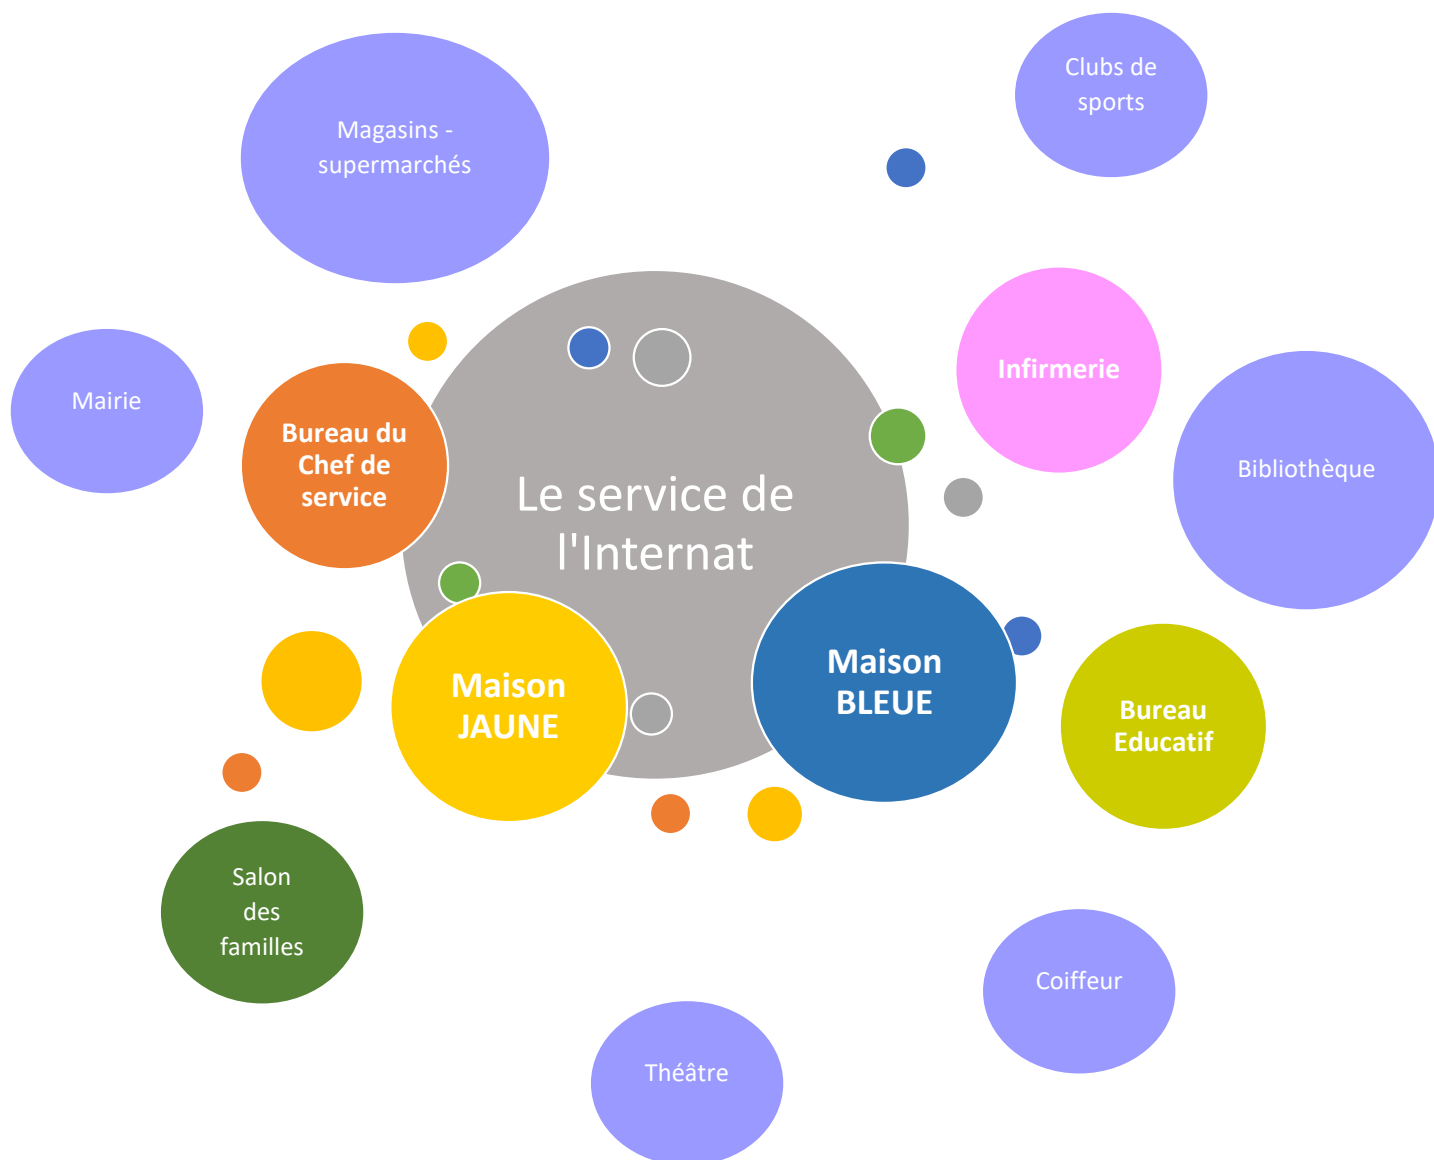 Clubs de
sports
Magasins -
supermarchés
Infirmerie
Mairie
Bureau du
Chef de
service
Bibliothèque
Le service de
l'Internat
Maison
JAUNE
Maison
BLEUE
Bureau
Educatif
Salon
des
familles
Coiffeur
Théâtre